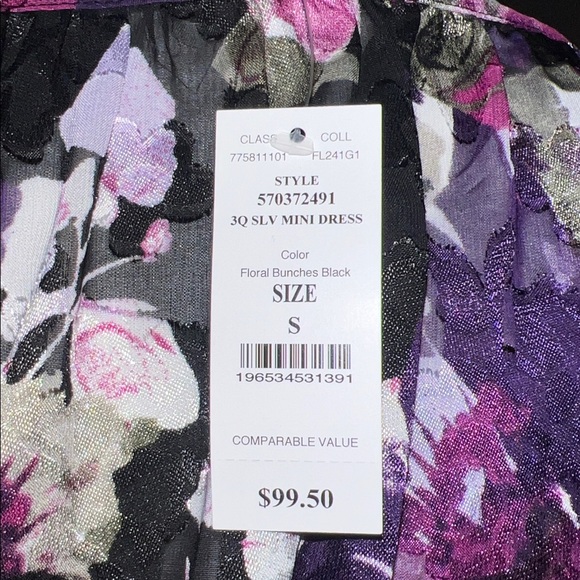 CLASS COLL
775811101 FL241G1
STYLE
570372491
3Q SLV MINI DRESS
Color
Floral Bunches Black
SIZE
S
196534531391
COMPARABLE VALUE
$99.50